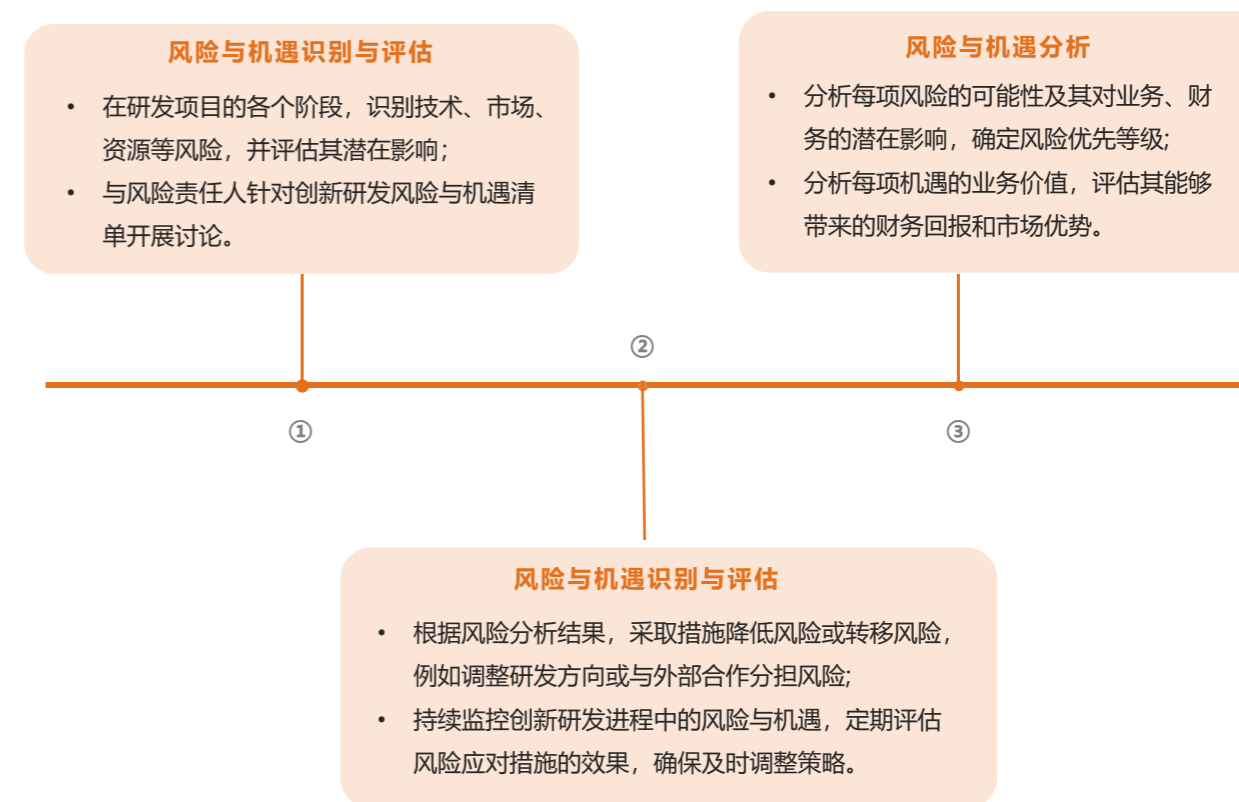 风险与机遇识别与评估
• 在研发项目的各个阶段，识别技术、市场、
资源等风险，并评估其潜在影响；
• 与风险责任人针对创新研发风险与机遇清
单开展讨论。
风险与机遇分析
• 分析每项风险的可能性及其对业务、财
务的潜在影响，确定风险优先等级;
• 分析每项机遇的业务价值，评估其能够
带来的财务回报和市场优势。
②
①
③
风险与机遇识别与评估
• 根据风险分析结果，采取措施降低风险或转移风险，
例如调整研发方向或与外部合作分担风险;
• 持续监控创新研发进程中的风险与机遇，定期评估
风险应对措施的效果，确保及时调整策略。